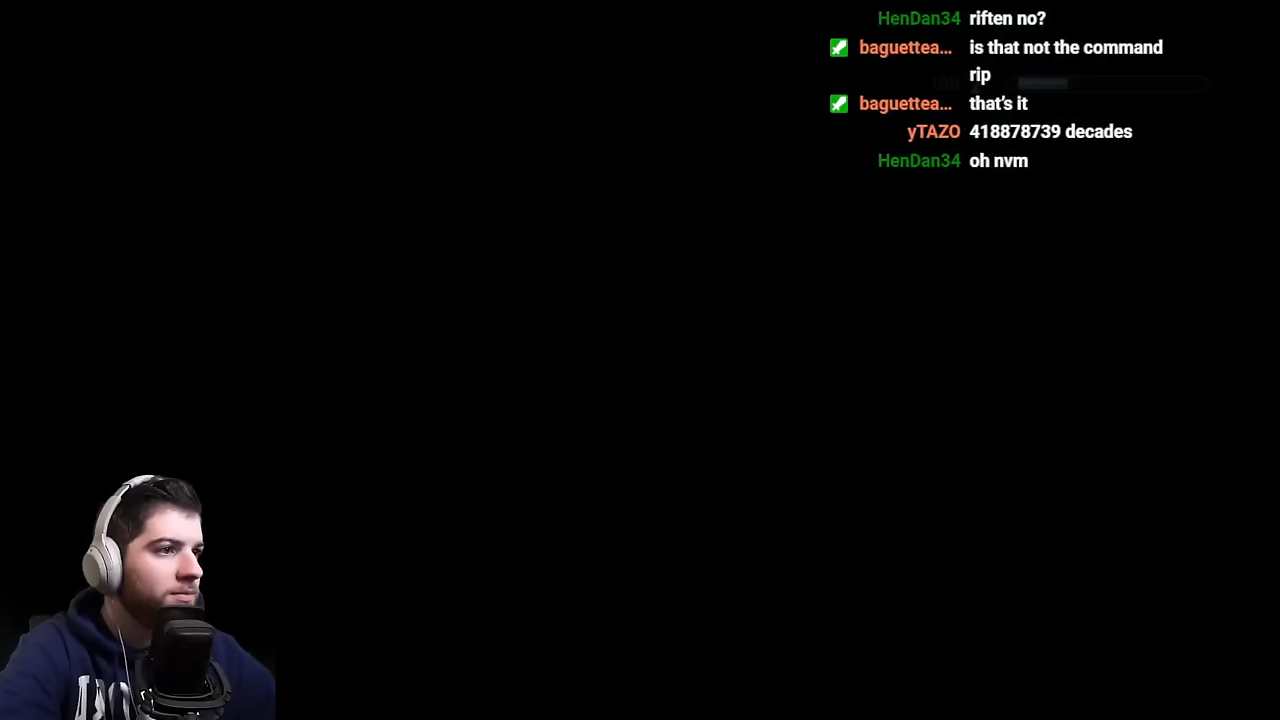 HenDan34 riften no?
baguettea... is that not the command
rip
baguettea... that's it
yTAZO 418878739 decades
HenDan34 oh nvm